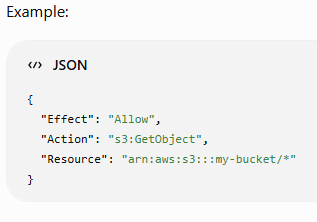 Example:
</> JSON
{
  "Effect": "Allow",
  "Action": "s3:GetObject",
  "Resource": "arn:aws:s3:::my-bucket/*"
}